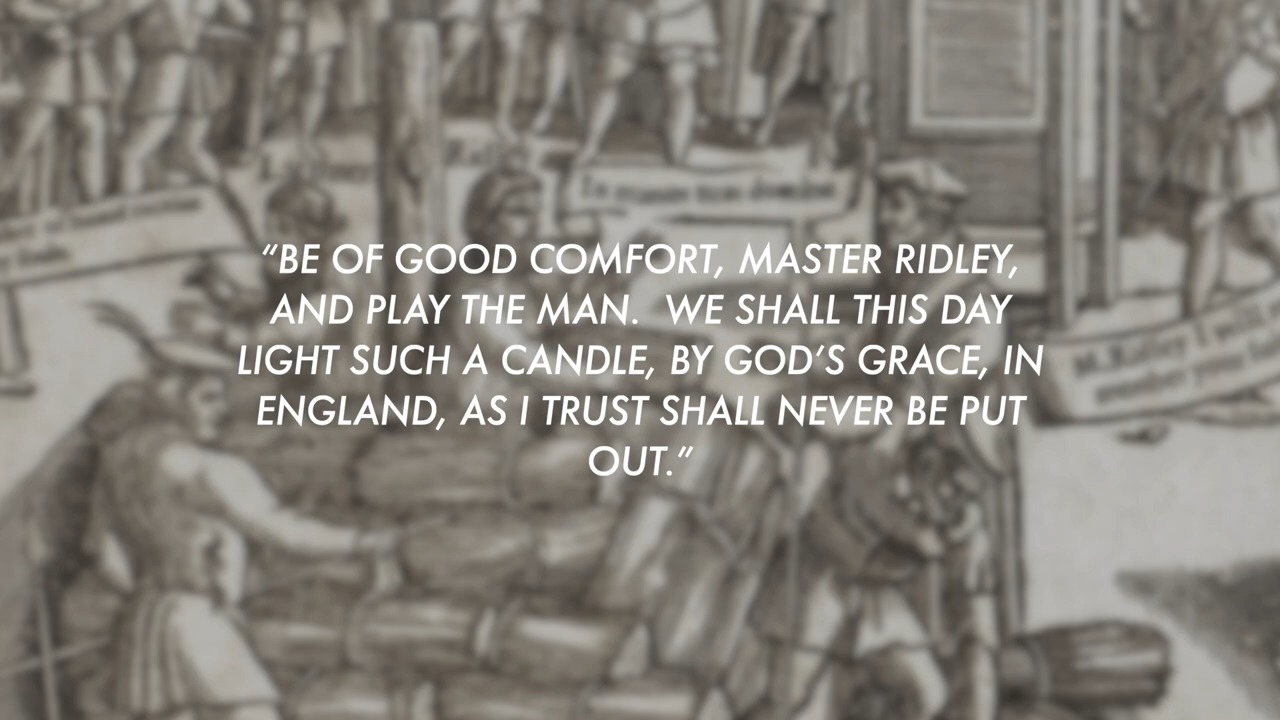 “BE OF GOOD COMFORT, MASTER RIDLEY,
AND PLAY THE MAN.  WE SHALL THIS DAY
LIGHT SUCH A CANDLE, BY GOD’S GRACE, IN
ENGLAND, AS I TRUST SHALL NEVER BE PUT
OUT.”